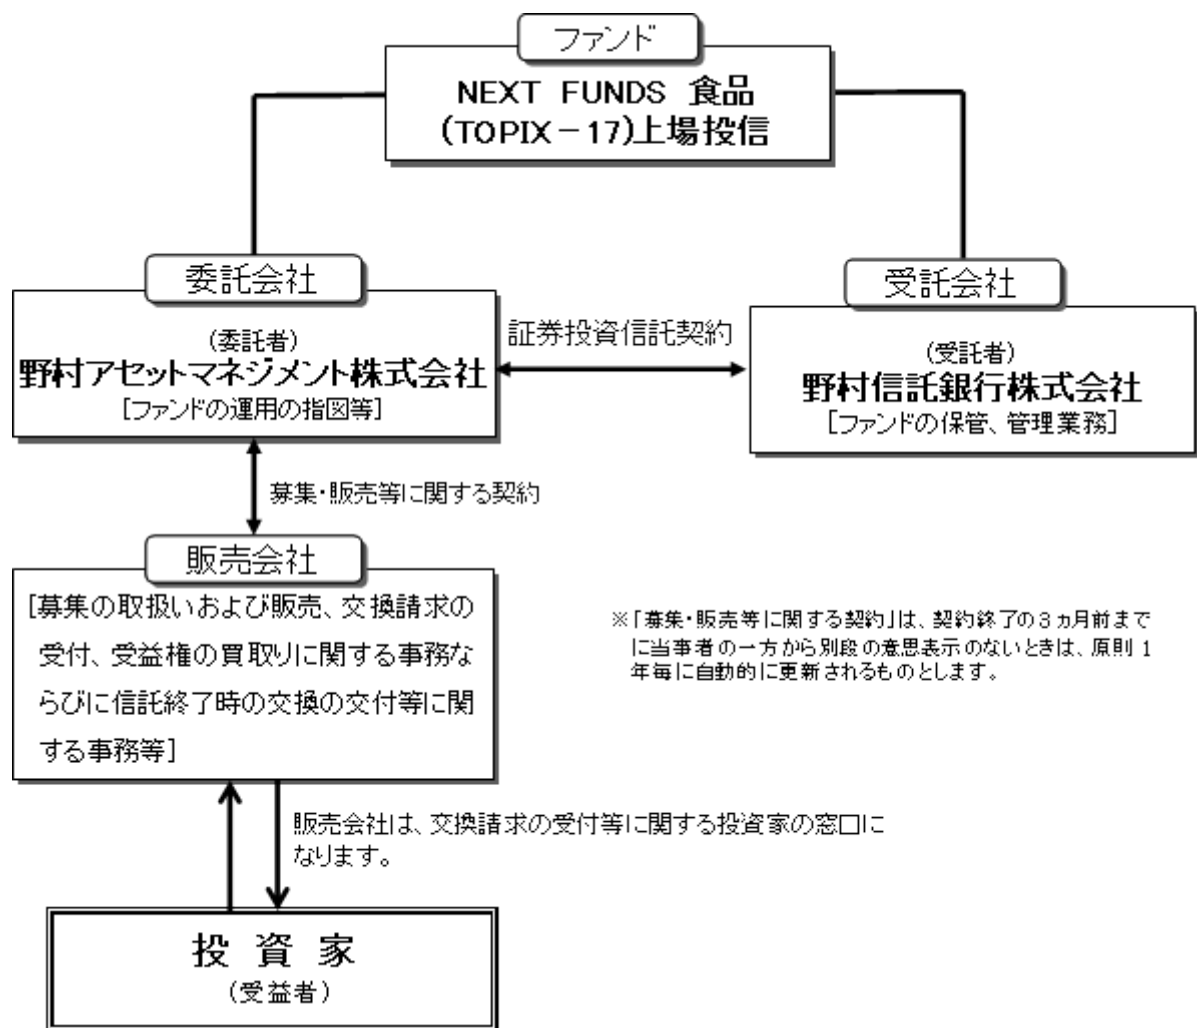 ファンド
NEXT FUNDS 食品
(TOPIX－17)上場投信
委託会社
(委託者)
野村アセットマネジメント株式会社
[ファンドの運用の指図等]
証券投資信託契約
受託会社
(受託者)
野村信託銀行株式会社
[ファンドの保管、管理業務]
募集・販売等に関する契約
販売会社
[募集の取扱いおよび販売、交換請求の
受付、受益権の買取りに関する事務な
らびに信託終了時の交換の交付等に関
する事務等]
※「募集・販売等に関する契約」は、契約終了の3ヵ月前まで
に当事者の一方から別段の意思表示のないときは、原則1
年毎に自動的に更新されるものとします。
販売会社は、交換請求の受付等に関する投資家の窓口に
なります。
投 資 家
(受益者)